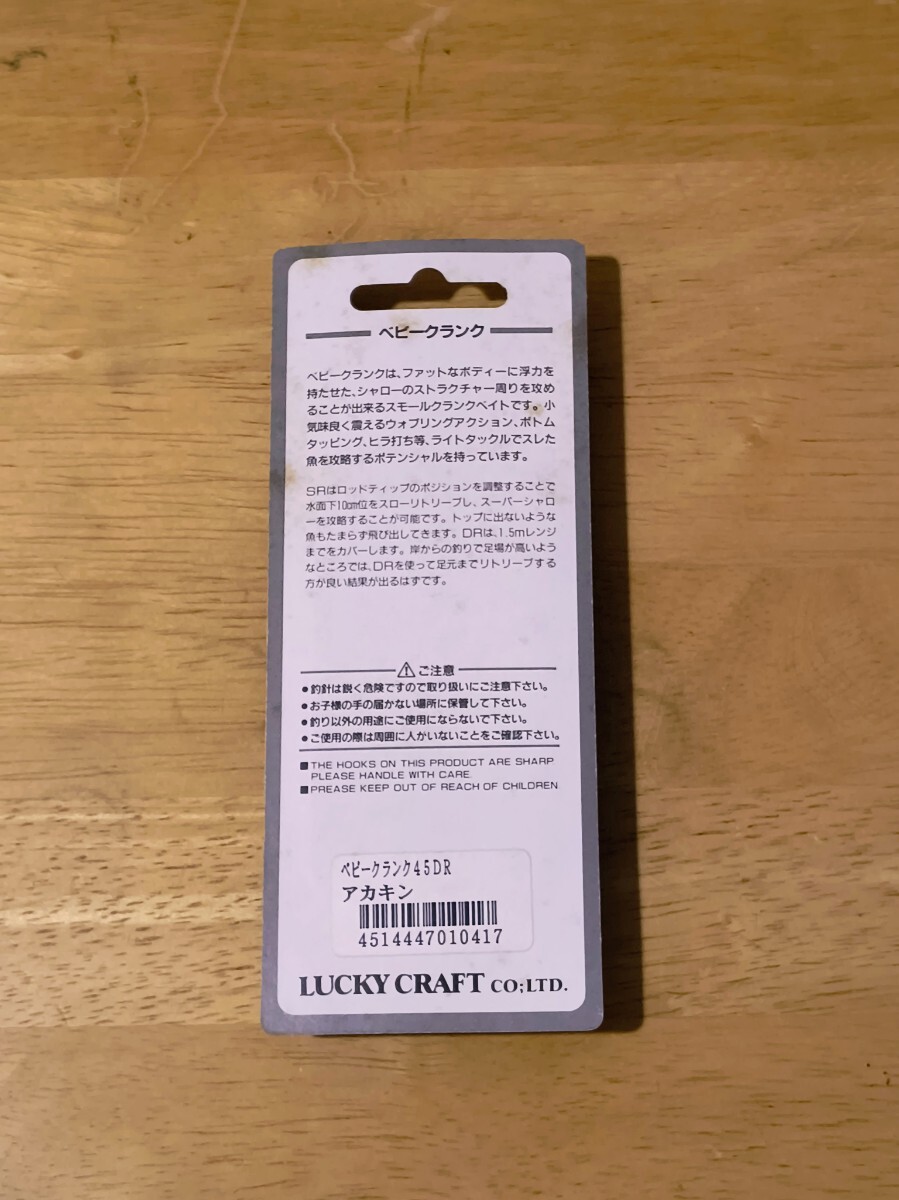 ベビークランク
ベビークランクは、ファットなボディーに浮力を
持たせた、シャローのストラクチャー周りを攻め
ることが出来るスモールクランクベイトです。小
気味良く震えるウォブリングアクション、ボトム
タッピング、ヒラ打ち等、ライトタックルでスレた
魚を攻略するポテンシャルを持っています。
SRはロッドティップのポジションを調整することで
水面下10cm位をスローリトリーブし、スーパーシャロ
ーを攻略することが可能です。トップに出ないような
魚もたまらず飛び出してきます。DRは、1.5mレンジ
までをカバーします。岸からの釣りで足場が高いよう
なところでは、DRを使って足元までリトリーブする
方が良い結果が出るはずです。
⚠ご注意
●釣針は鋭く危険ですので取り扱いにご注意下さい。
●お子様の手の届かない場所に保管して下さい。
●釣り以外の用途にご使用にならないで下さい。
●ご使用の際は周囲に人かいないことをご確認下さい。
■THE HOOKS ON THIS PRODUCT ARE SHARP
PLEASE HANDLE WITH CARE.
■PREASE KEEP OUT OF REACH OF CHILDREN
ベビークランク45DR
アカキン
4514447010417
LUCKY CRAFT CO;LTD.